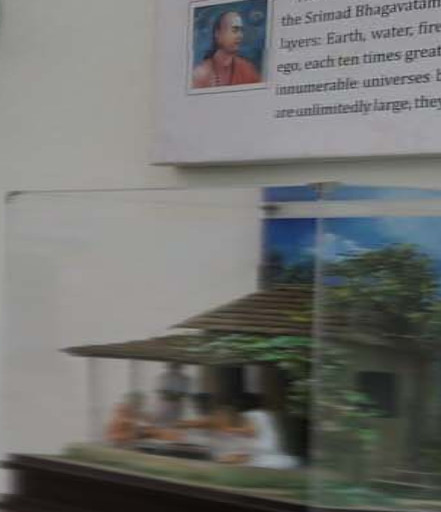 the Srimad Bhagavatam
layers: Earth, water, fire
ego, each ten times great
innumerable universes b
are unlimitedly large, they